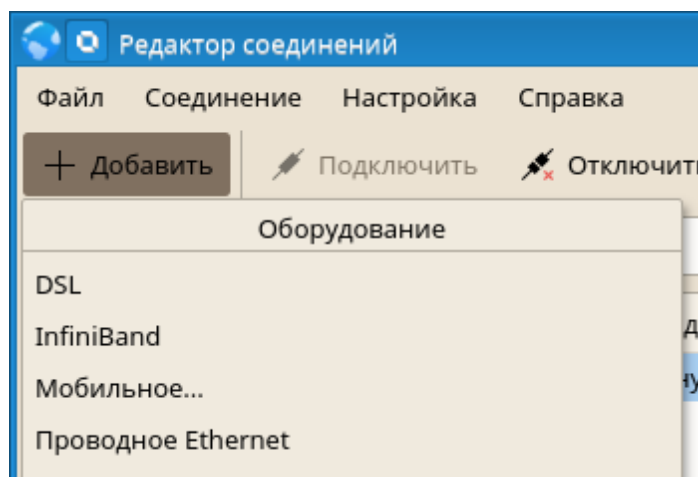 Редактор соединений
Файл Соединение Настройка Справка
Добавить Подключить Отключить
Оборудование
DSL
InfiniBand
Мобильное...
Проводное Ethernet